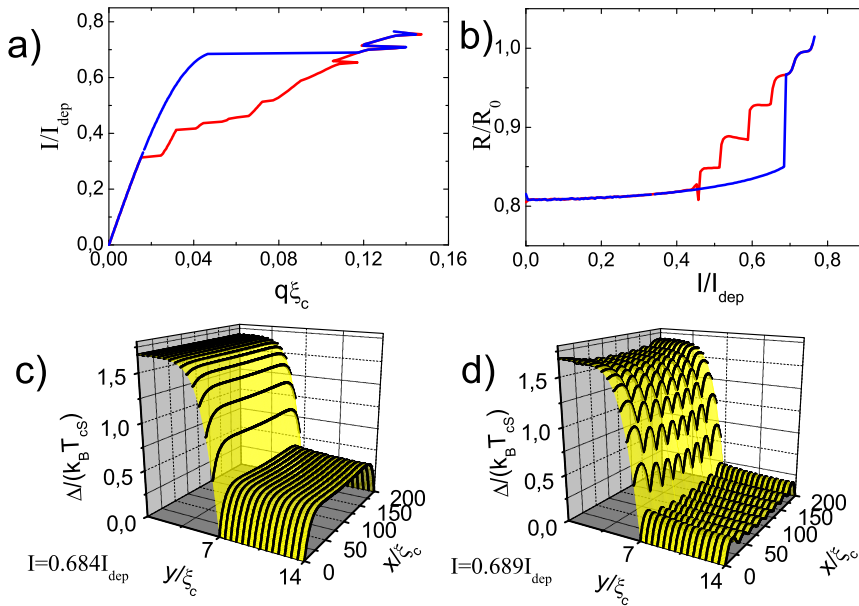 a)
I/I_dep
0,8
0,6
0,4
0,2
0,0
0,00 0,04 0,08 0,12 0,16
qξ_c
b)
R/R_0
1,0
0,9
0,8
0,0 0,2 0,4 0,6 0,8
I/I_dep
c)
Δ/(k_B T_cS)
1,5
1,0
0,5
0,0
7
14
y/ξ_c
0
50
100
150
200
x/ξ_c
I=0.684I_dep
d)
Δ/(k_B T_cS)
1,5
1,0
0,5
0,0
7
14
y/ξ_c
0
50
100
150
200
x/ξ_c
I=0.689I_dep